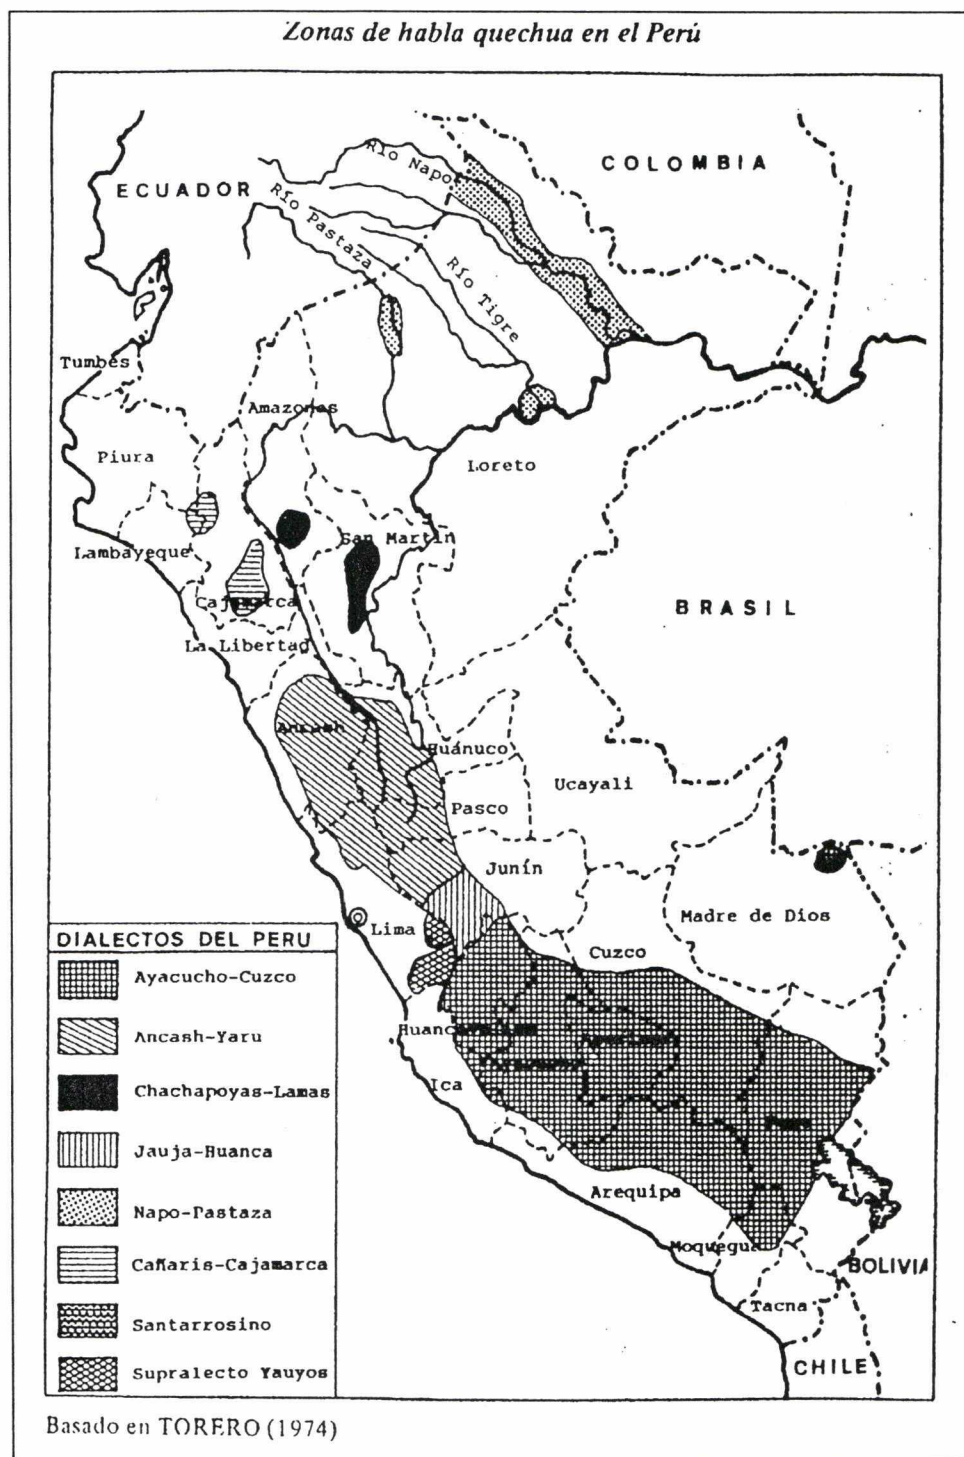 Zonas de habla quechua en el Perú
COLOMBIA
ECUADOR
Río Napo
Río Pastaza
Río Tigre
Tumbes
Amazonas
Piura
Loreto
Lambayeque
San Martín
Cajamarca
BRASIL
La Libertad
Ancash
Huánuco
Ucayali
Pasco
Junín
Madre de Dios
Lima
Cuzco
Ica
Puno
Arequipa
Moquegua
BOLIVIA
Tacna
CHILE
DIALECTOS DEL PERU
Ayacucho-Cuzco
Ancash-Yaru
Chachapoyas-Lamas
Jauja-Huanca
Napo-Pastaza
Cañaris-Cajamarca
Santarrosino
Supralecto Yauyos
Basado en TORERO (1974)